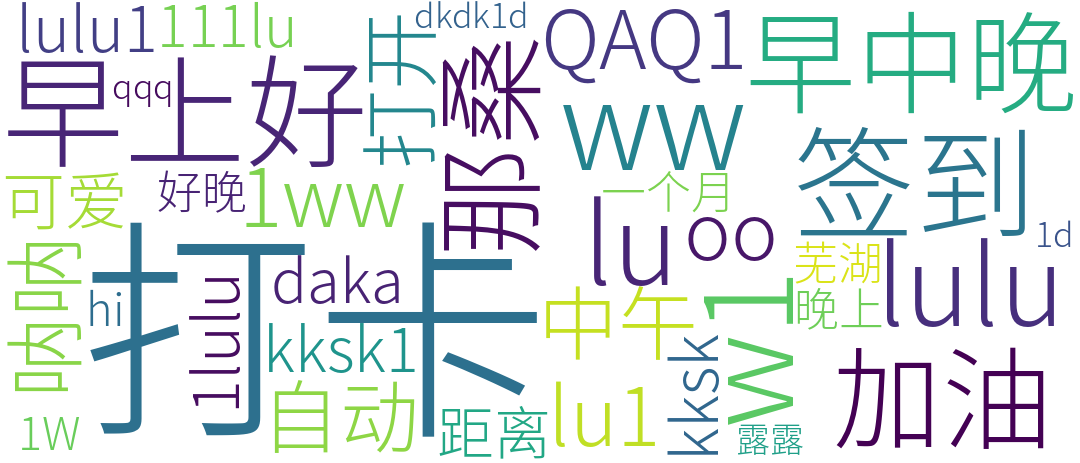 lulu1
111lu
dkdk1d
QAQ1
早中晚
早上好
qqq
打开
那桑
ww
签到
可爱
好晚
1ww
一个月
lu
oo
1d
呐呐
hi
打卡
1lulu
daka
kksk1
中午
w1
芜湖
晚上
lulu
1W
自动
距离
lu1
kksk
露露
加油